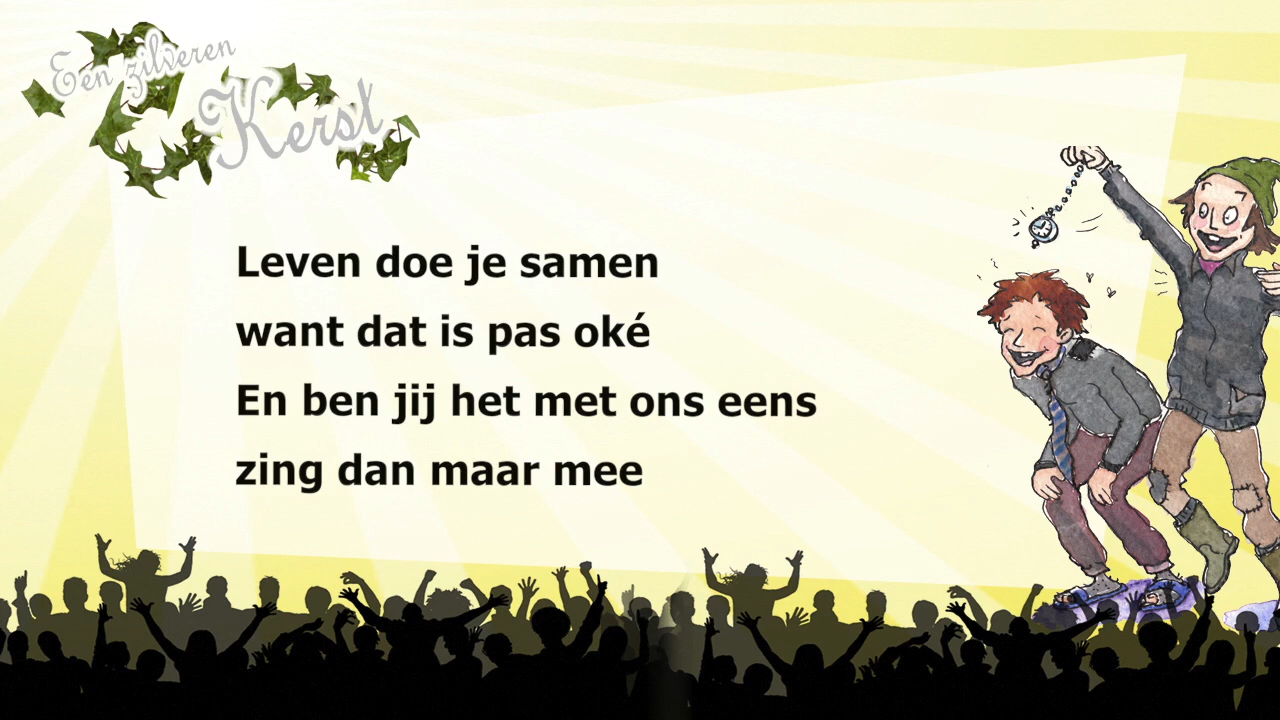 Een zilveren
Kerst
Leven doe je samen
want dat is pas oké
En ben jij het met ons eens
zing dan maar mee